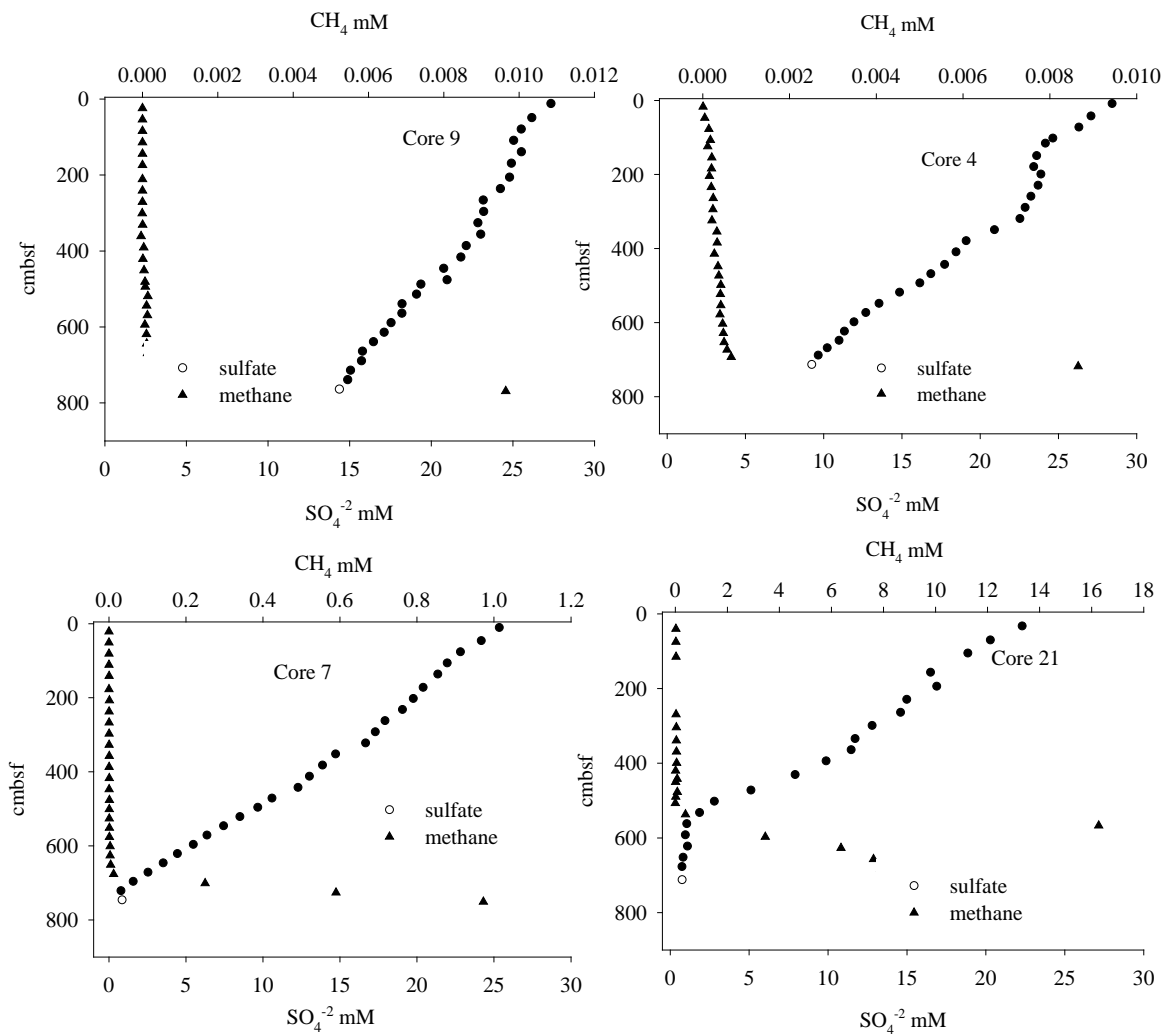 CH4 mM
0.000 0.002 0.004 0.006 0.008 0.010 0.012
0
200
400
600
800
cmbsf
Core 9
sulfate
methane
0 5 10 15 20 25 30
SO4-2 mM
CH4 mM
0.000 0.002 0.004 0.006 0.008 0.010
0
200
400
600
800
cmbsf
Core 4
sulfate
methane
0 5 10 15 20 25 30
SO4-2 mM
CH4 mM
0.0 0.2 0.4 0.6 0.8 1.0 1.2
0
200
400
600
800
cmbsf
Core 7
sulfate
methane
0 5 10 15 20 25 30
SO4-2 mM
CH4 mM
0 2 4 6 8 10 12 14 16 18
0
200
400
600
800
cmbsf
Core 21
sulfate
methane
0 5 10 15 20 25 30
SO4-2 mM